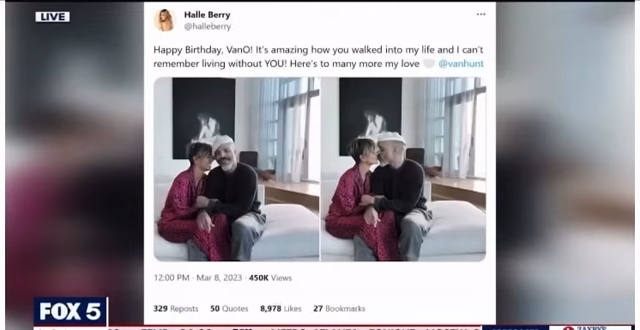 LIVE
Halle Berry
@halleberry
Happy Birthday, VanO! It's amazing how you walked into my life and I can't
remember living without YOU! Here's to many more my love 🤍 @vanhunt
12:00 PM · Mar 8, 2023 · 450K Views
329 Reposts 50 Quotes 8,978 Likes 27 Bookmarks
FOX 5